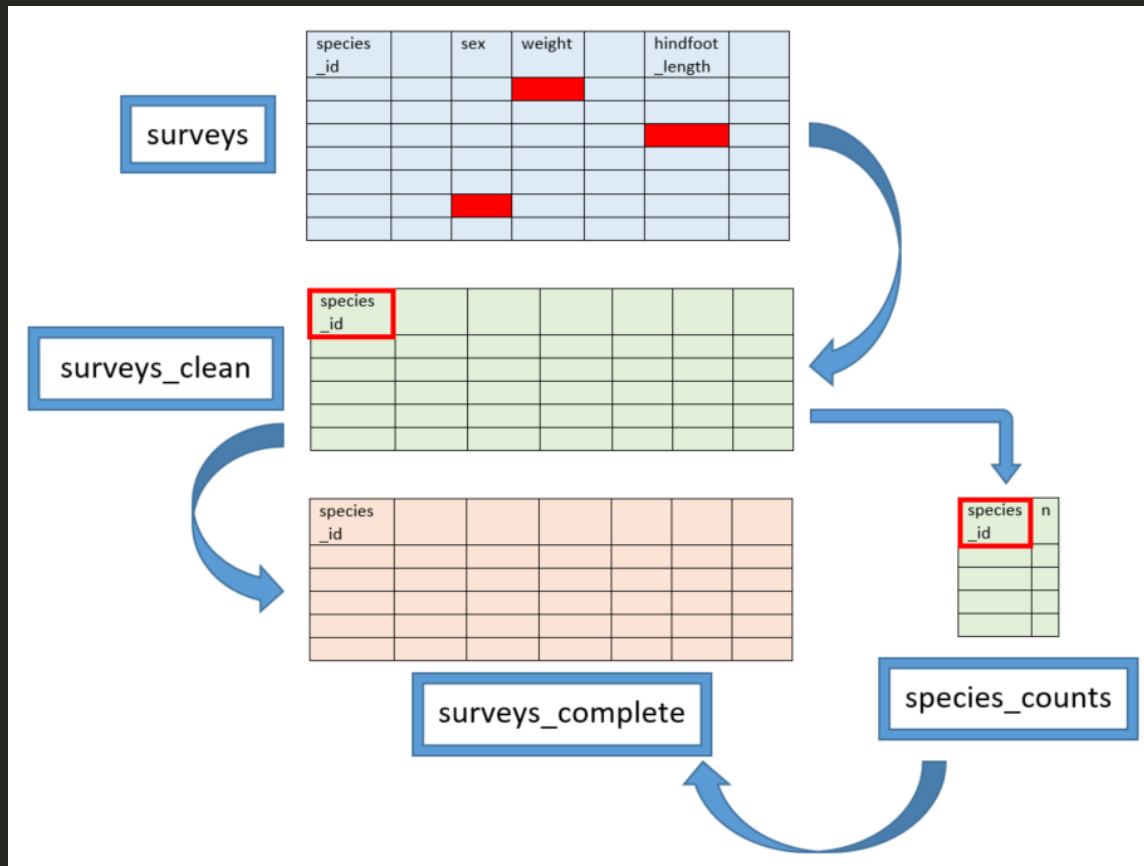 species sex weight hindfoot
_id _length
surveys
species
_id
surveys_clean
species
_id
species n
_id
surveys_complete
species_counts